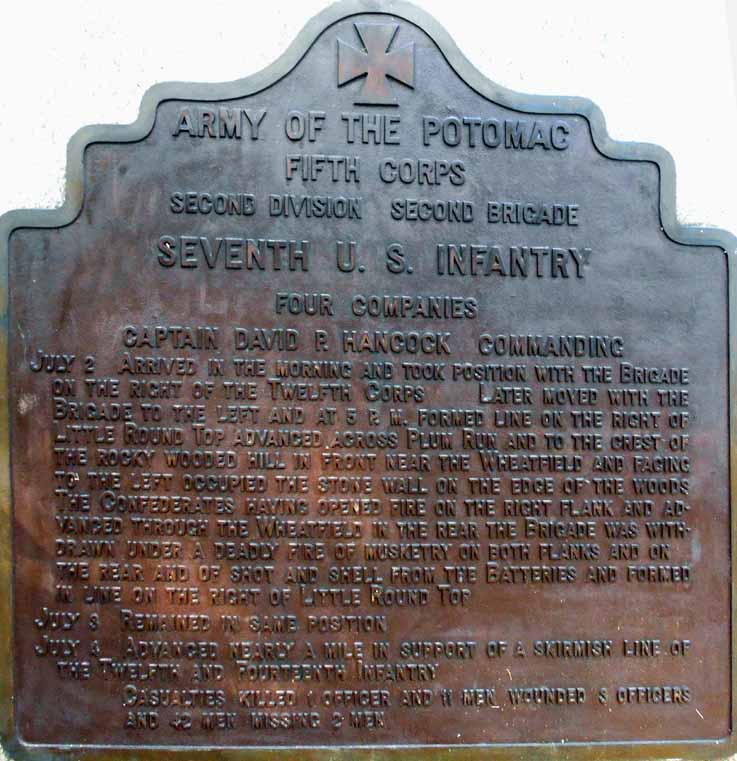 ARMY OF THE POTOMAC
FIFTH CORPS
SECOND DIVISION SECOND BRIGADE
SEVENTH U. S. INFANTRY
FOUR COMPANIES
CAPTAIN DAVID P. HANCOCK COMMANDING
JULY 2 ARRIVED IN THE MORNING AND TOOK POSITION WITH THE BRIGADE
ON THE RIGHT OF THE TWELFTH CORPS LATER MOVED WITH THE
BRIGADE TO THE LEFT AND AT 5 P. M. FORMED LINE ON THE RIGHT OF
LITTLE ROUND TOP ADVANCED ACROSS PLUM RUN AND TO THE CREST OF
THE ROCKY WOODED HILL IN FRONT NEAR THE WHEATFIELD AND FACING
TO THE LEFT OCCUPIED THE STONE WALL ON THE EDGE OF THE WOODS
THE CONFEDERATES HAVING OPENED FIRE ON THE RIGHT FLANK AND AD-
VANCED THROUGH THE WHEATFIELD IN THE REAR THE BRIGADE WAS WITH-
DRAWN UNDER A DEADLY FIRE OF MUSKETRY ON BOTH FLANKS AND ON
THE REAR AND OF SHOT AND SHELL FROM THE BATTERIES AND FORMED
IN LINE ON THE RIGHT OF LITTLE ROUND TOP
JULY 3 REMAINED IN SAME POSITION
JULY 4 ADVANCED NEARLY A MILE IN SUPPORT OF A SKIRMISH LINE OF
THE TWELFTH AND FOURTEENTH INFANTRY
CASUALTIES KILLED 1 OFFICER AND 11 MEN WOUNDED 3 OFFICERS
AND 42 MEN MISSING 2 MEN